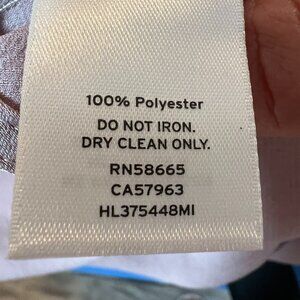 100% Polyester
DO NOT IRON.
DRY CLEAN ONLY.
RN58665
CA57963
HL375448MI